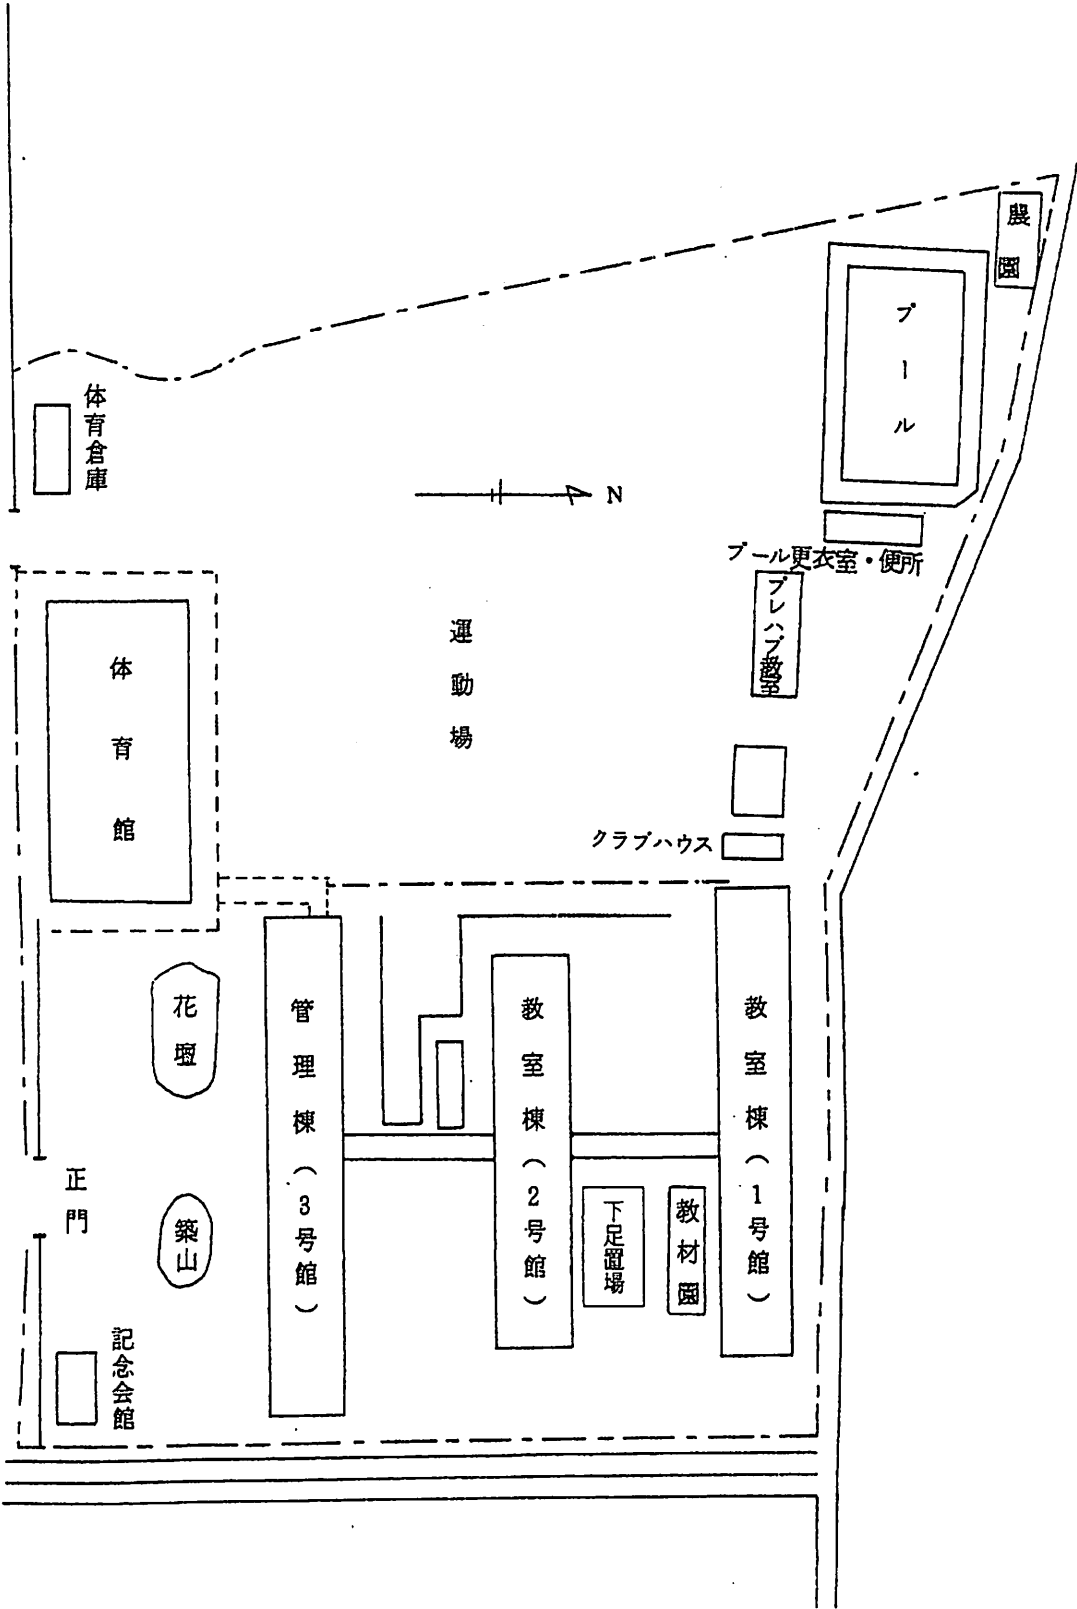 農園
プール
体育倉庫
N
プール更衣室・便所
プレハブ教室
運動場
体育館
クラブハウス
花壇
管理棟（3号館）
教室棟（2号館）
教室棟（1号館）
正門
築山
下足置場
教材園
記念会館